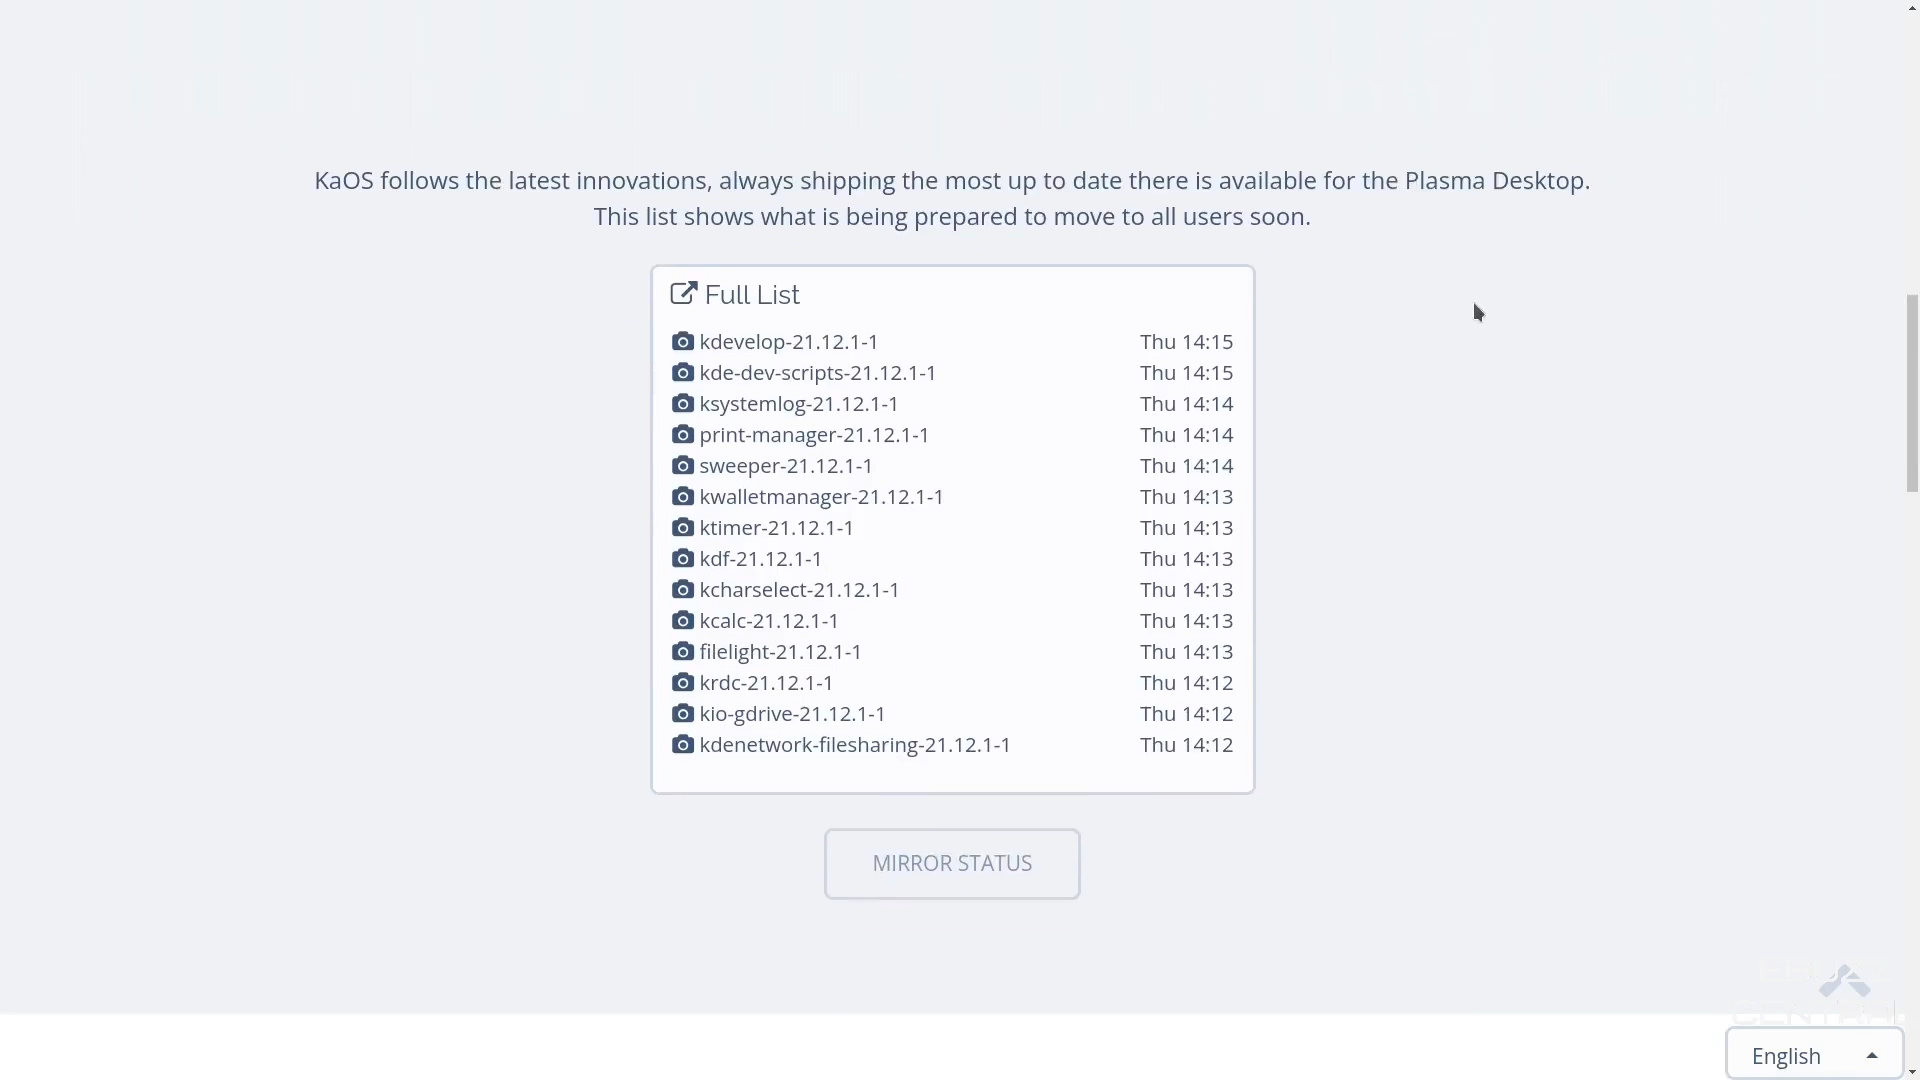 KaOS follows the latest innovations, always shipping the most up to date there is available for the Plasma Desktop.
This list shows what is being prepared to move to all users soon.
Full List
kdevelop-21.12.1-1 Thu 14:15
kde-dev-scripts-21.12.1-1 Thu 14:15
ksystemlog-21.12.1-1 Thu 14:14
print-manager-21.12.1-1 Thu 14:14
sweeper-21.12.1-1 Thu 14:14
kwalletmanager-21.12.1-1 Thu 14:13
ktimer-21.12.1-1 Thu 14:13
kdf-21.12.1-1 Thu 14:13
kcharselect-21.12.1-1 Thu 14:13
kcalc-21.12.1-1 Thu 14:13
filelight-21.12.1-1 Thu 14:13
krdc-21.12.1-1 Thu 14:12
kio-gdrive-21.12.1-1 Thu 14:12
kdenetwork-filesharing-21.12.1-1 Thu 14:12
MIRROR STATUS
English